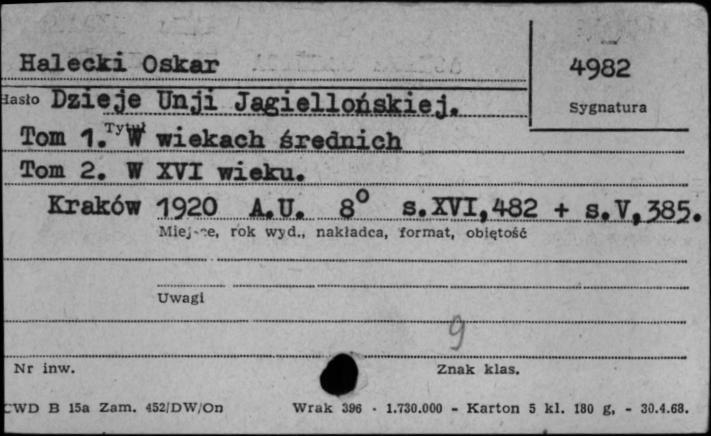 Halecki Oskar
4982
Hasło Dzieje Unji Jagiellońskiej.
Sygnatura
Tytuł
Tom 1. W wiekach średnich
Tom 2. W XVI wieku.
Kraków 1920 A.U. 8° s.XVI,482 + s.V,385.
Miejsce, rok wyd., nakładca, format, objętość
Uwagi
9
Nr inw.
Znak klas.
CWD B 15a Zam. 452/DW/On Wrak 396 - 1.730.000 - Karton 5 kl. 180 g, - 30.4.68.